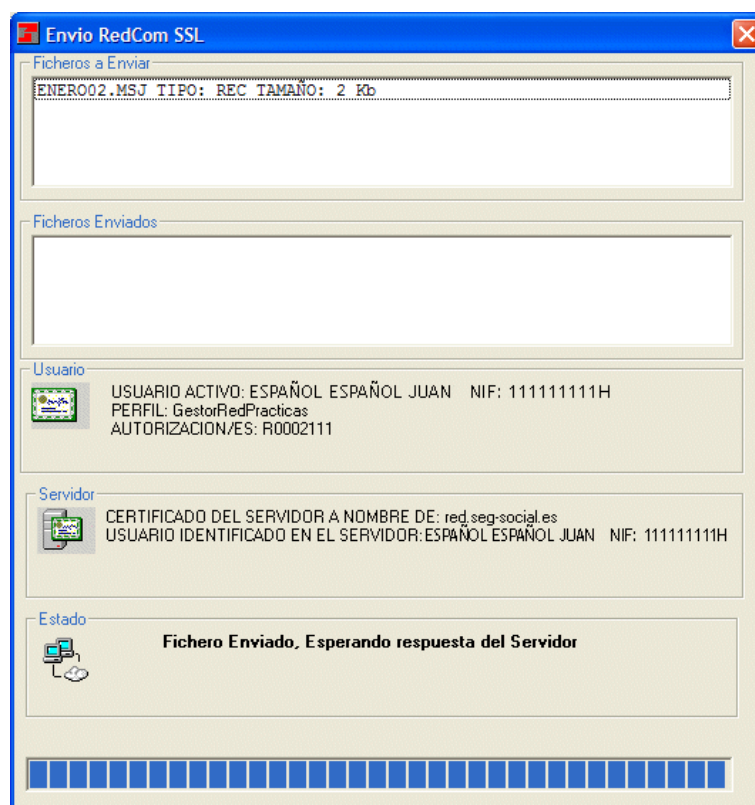 Envio RedCom SSL
Ficheros a Enviar
ENERO02.MSJ TIPO: REC TAMAÑO: 2 Kb
Ficheros Enviados
Usuario
USUARIO ACTIVO: ESPAÑOL ESPAÑOL JUAN NIF: 111111111H
PERFIL: GestorRedPracticas
AUTORIZACION/ES: R0002111
Servidor
CERTIFICADO DEL SERVIDOR A NOMBRE DE: red.seg-social.es
USUARIO IDENTIFICADO EN EL SERVIDOR:ESPAÑOL ESPAÑOL JUAN NIF: 111111111H
Estado
Fichero Enviado, Esperando respuesta del Servidor